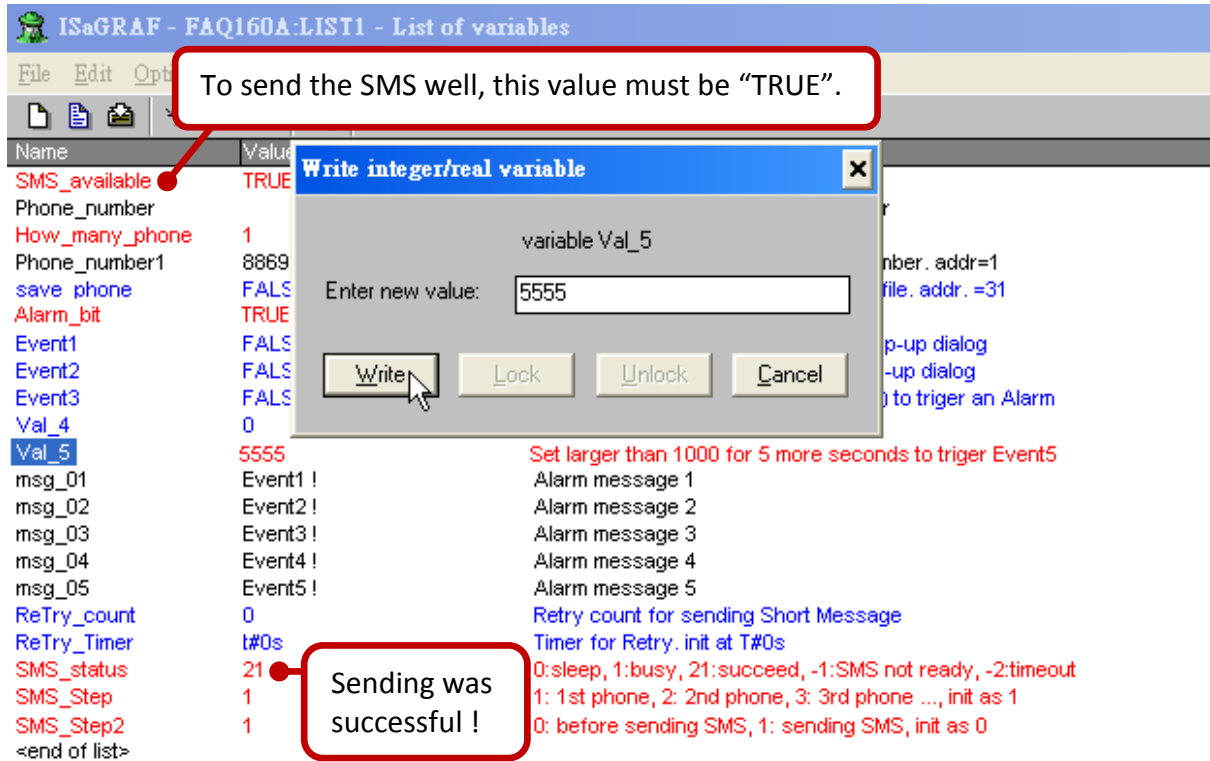 ISaGRAF - FAQ160A:LIST1 - List of variables
File Edit Opti
To send the SMS well, this value must be “TRUE”.
Name Value
Write integer/real variable
SMS_available TRUE
Phone_number r
How_many_phone 1
variable Val_5
Phone_number1 8869 nber. addr=1
save phone FALS file. addr. =31
Enter new value: 5555
Alarm_bit TRUE
Event1 FALS p-up dialog
Event2 FALS -up dialog
Write Lock Unlock Cancel
Event3 FALS ) to triger an Alarm
Val_4 0
Val_5 5555 Set larger than 1000 for 5 more seconds to triger Event5
msg_01 Event1 ! Alarm message 1
msg_02 Event2 ! Alarm message 2
msg_03 Event3 ! Alarm message 3
msg_04 Event4 ! Alarm message 4
msg_05 Event5 ! Alarm message 5
ReTry_count 0 Retry count for sending Short Message
ReTry_Timer t#0s Timer for Retry. init at T#0s
SMS_status 21 0:sleep, 1:busy, 21:succeed, -1:SMS not ready, -2:timeout
SMS_Step 1 1: 1st phone, 2: 2nd phone, 3: 3rd phone ..., init as 1
SMS_Step2 1 0: before sending SMS, 1: sending SMS, init as 0
Sending was
successful !
<end of list>